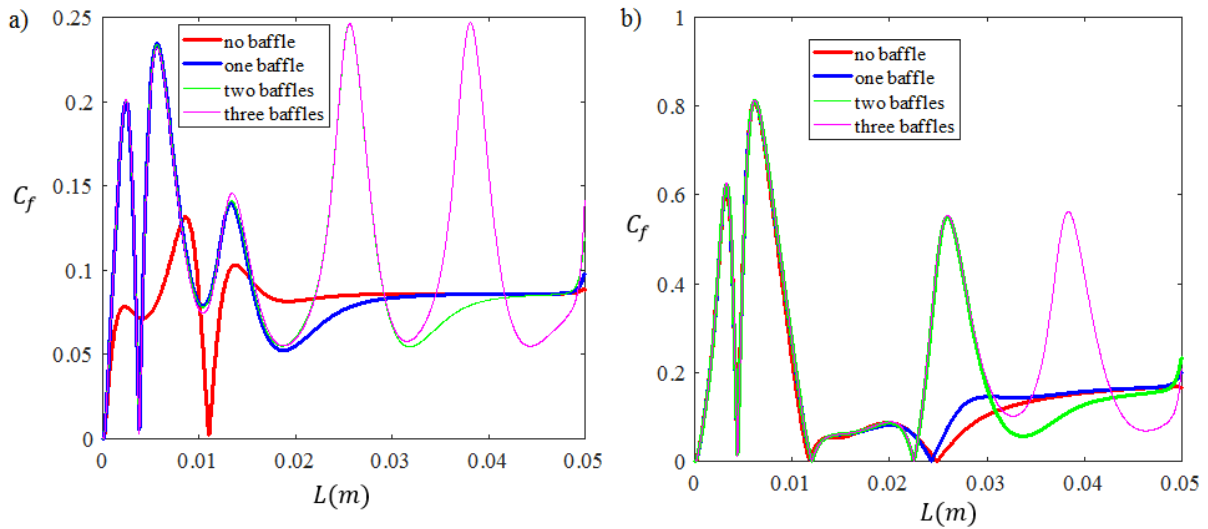 a)
0.25
0.2
0.15
0.1
0.05
0
C_f
no baffle
one baffle
two baffles
three baffles
0 0.01 0.02 0.03 0.04 0.05
L(m)
b)
1
0.8
0.6
0.4
0.2
0
C_f
no baffle
one baffle
two baffles
three baffles
0 0.01 0.02 0.03 0.04 0.05
L(m)